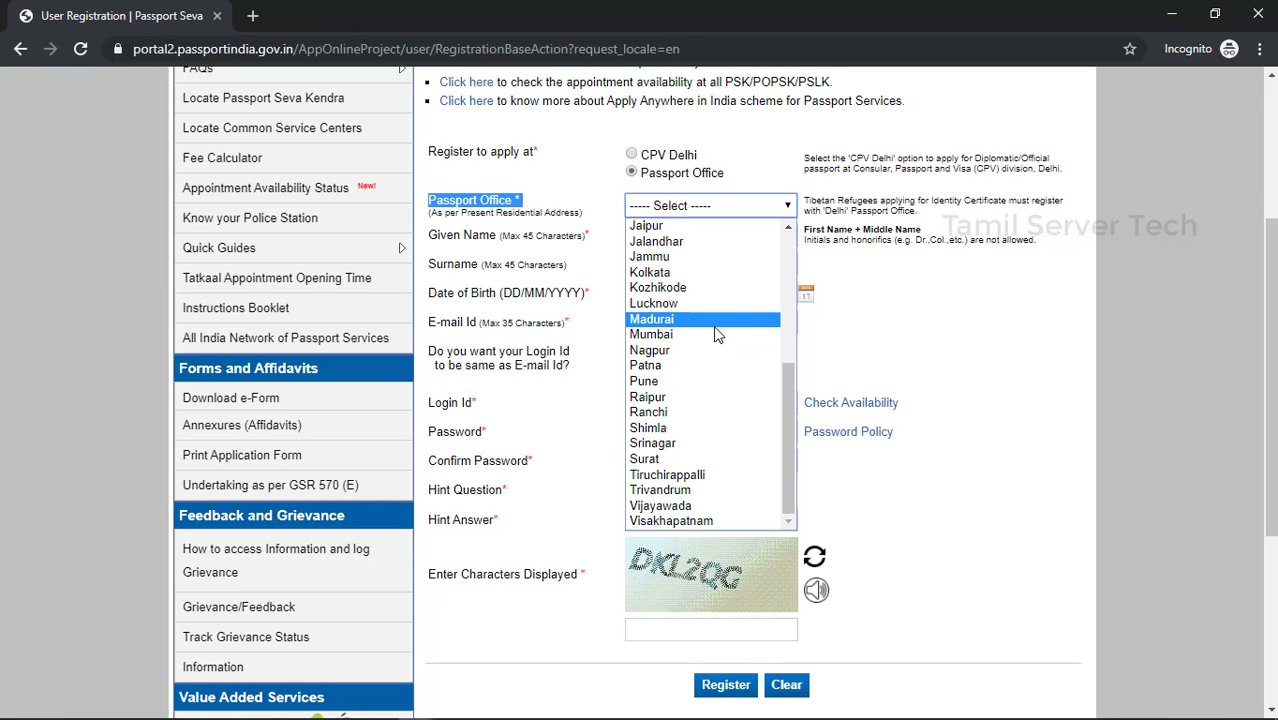 User Registration | Passport Seva
portal2.passportindia.gov.in/AppOnlineProject/user/RegistrationBaseAction?request_locale=en
Incognito
FAQs
Locate Passport Seva Kendra
Locate Common Service Centers
Fee Calculator
Appointment Availability Status New!
Know your Police Station
Quick Guides
Tatkaal Appointment Opening Time
Instructions Booklet
All India Network of Passport Services
Forms and Affidavits
Download e-Form
Annexures (Affidavits)
Print Application Form
Undertaking as per GSR 570 (E)
Feedback and Grievance
How to access Information and log
Grievance
Grievance/Feedback
Track Grievance Status
Information
Value Added Services
Click here to check the appointment availability at all PSK/POPSK/PSLK.
Click here to know more about Apply Anywhere in India scheme for Passport Services.
Register to apply at*
CPV Delhi
Passport Office
Select the 'CPV Delhi' option to apply for Diplomatic/Official
passport at Consular, Passport and Visa (CPV) division, Delhi.
Passport Office *
(As per Present Residential Address)
----- Select -----
Tibetan Refugees applying for Identity Certificate must register
with 'Delhi Passport Office.
Tamil Server Tech
Given Name (Max 45 Characters)*
First Name + Middle Name
Initials and honorifics (e.g. Dr.,Col.,etc.) are not allowed.
Surname (Max 45 Characters)
Date of Birth (DD/MM/YYYY)*
17
E-mail Id (Max 35 Characters)*
Do you want your Login Id
to be same as E-mail Id?
Login Id*
Check Availability
Password*
Password Policy
Confirm Password*
Hint Question*
Hint Answer*
Jaipur
Jalandhar
Jammu
Kolkata
Kozhikode
Lucknow
Madurai
Mumbai
Nagpur
Patna
Pune
Raipur
Ranchi
Shimla
Srinagar
Surat
Tiruchirappalli
Trivandrum
Vijayawada
Visakhapatnam
Enter Characters Displayed *
DKL2QG
Register
Clear